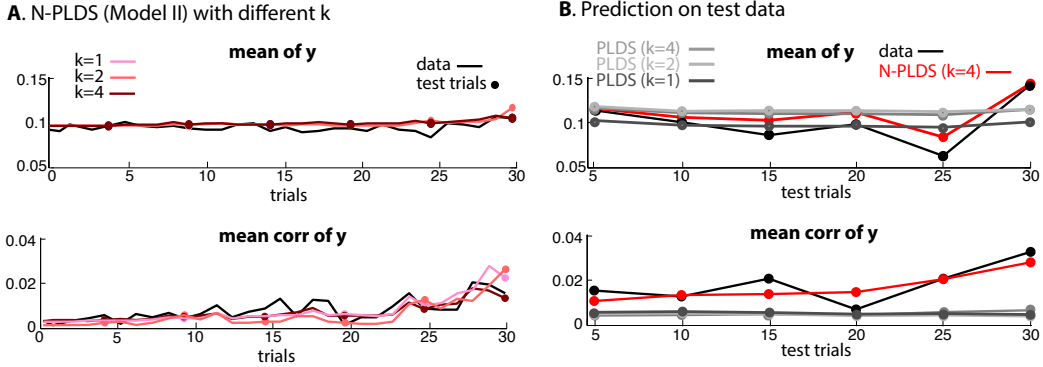 A. N-PLDS (Model II) with different k
mean of y
k=1
k=2
k=4
data
test trials
0.15
0.1
0.05
0 5 10 15 20 25 30
trials
mean corr of y
0.04
0.02
0
0 5 10 15 20 25 30
trials
B. Prediction on test data
mean of y
PLDS (k=4)
PLDS (k=2)
PLDS (k=1)
data
N-PLDS (k=4)
0.15
0.1
0.05
5 10 15 20 25 30
test trials
mean corr of y
0.04
0.02
0
5 10 15 20 25 30
test trials